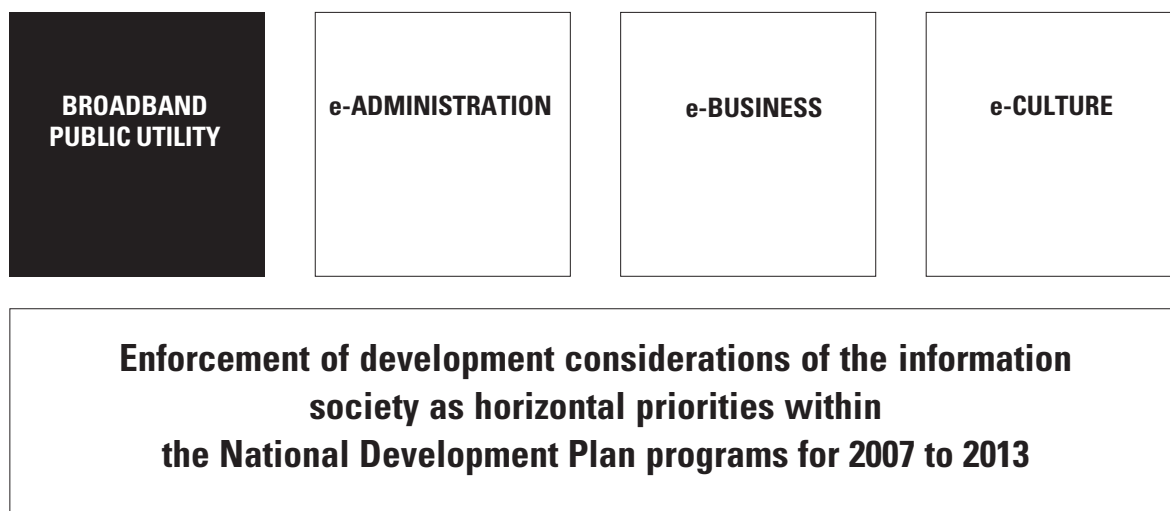 BROADBAND
PUBLIC UTILITY
e-ADMINISTRATION
e-BUSINESS
e-CULTURE
Enforcement of development considerations of the information
society as horizontal priorities within
the National Development Plan programs for 2007 to 2013